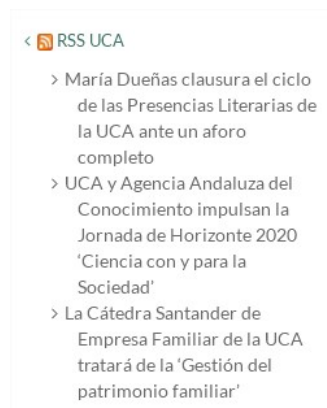 < RSS UCA
> María Dueñas clausura el ciclo
de las Presencias Literarias de
la UCA ante un aforo
completo
> UCA y Agencia Andaluza del
Conocimiento impulsan la
Jornada de Horizonte 2020
‘Ciencia con y para la
Sociedad’
> La Cátedra Santander de
Empresa Familiar de la UCA
tratará de la ‘Gestión del
patrimonio familiar’